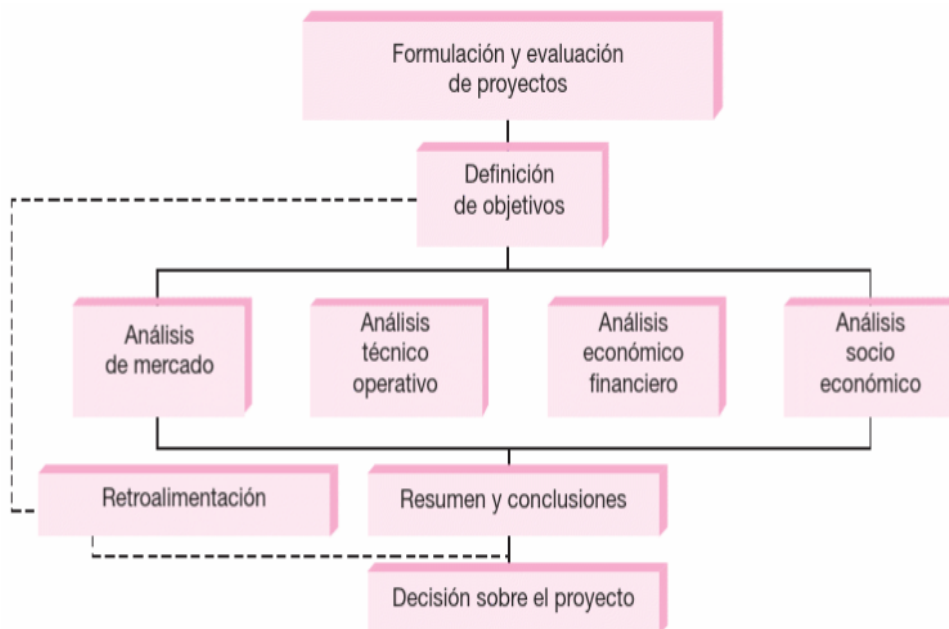 Formulación y evaluación
de proyectos
Definición
de objetivos
Análisis
de mercado
Análisis
técnico
operativo
Análisis
económico
financiero
Análisis
socio
económico
Retroalimentación
Resumen y conclusiones
Decisión sobre el proyecto